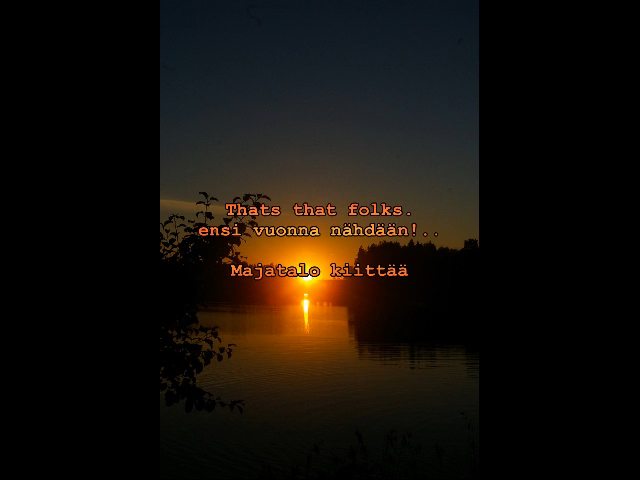 Thats that folks.
ensi vuonna nähdään!..
Majatalo kiittää